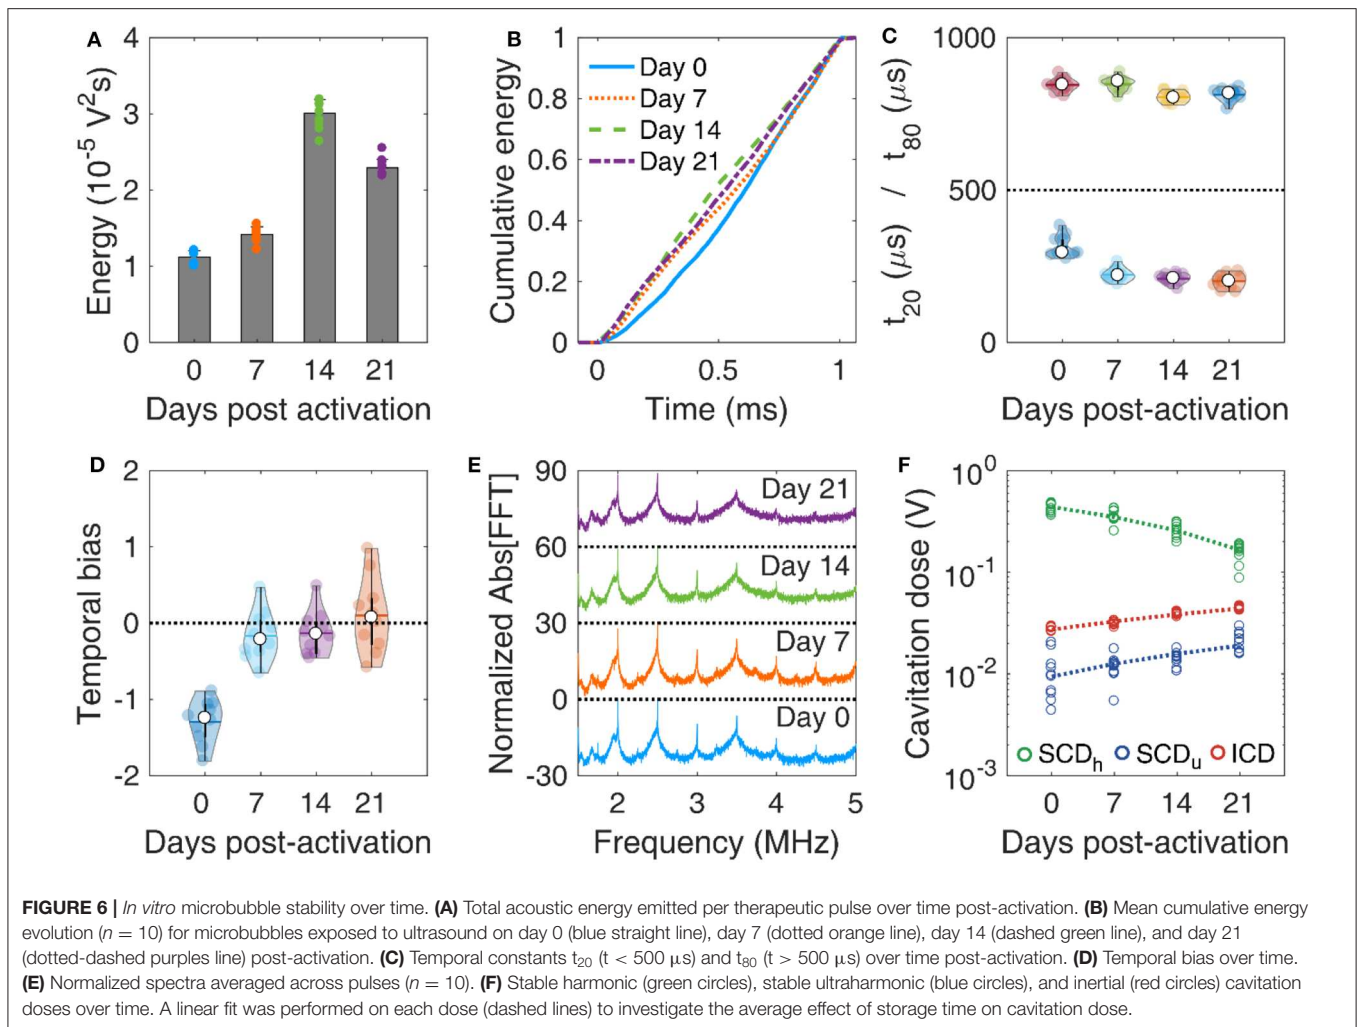 A
Energy (10-5 V2s)
4
3
2
1
0
0 7 14 21
Days post activation
B
Cumulative energy
1
0.8
0.6
0.4
0.2
0
Day 0
Day 7
Day 14
Day 21
0 0.5 1
Time (ms)
C
t20 (μs) / t80 (μs)
1000
500
0
0 7 14 21
Days post-activation
D
Temporal bias
2
1
0
-1
-2
0 7 14 21
Days post-activation
E
Normalized Abs[FFT]
90
60
30
0
-30
Day 21
Day 14
Day 7
Day 0
2 3 4 5
Frequency (MHz)
F
Cavitation dose (V)
100
10-1
10-2
10-3
SCDh SCDu ICD
0 7 14 21
Days post-activation
FIGURE 6 | In vitro microbubble stability over time. (A) Total acoustic energy emitted per therapeutic pulse over time post-activation. (B) Mean cumulative energy
evolution (n = 10) for microbubbles exposed to ultrasound on day 0 (blue straight line), day 7 (dotted orange line), day 14 (dashed green line), and day 21
(dotted-dashed purples line) post-activation. (C) Temporal constants t20 (t < 500 μs) and t80 (t > 500 μs) over time post-activation. (D) Temporal bias over time.
(E) Normalized spectra averaged across pulses (n = 10). (F) Stable harmonic (green circles), stable ultraharmonic (blue circles), and inertial (red circles) cavitation
doses over time. A linear fit was performed on each dose (dashed lines) to investigate the average effect of storage time on cavitation dose.